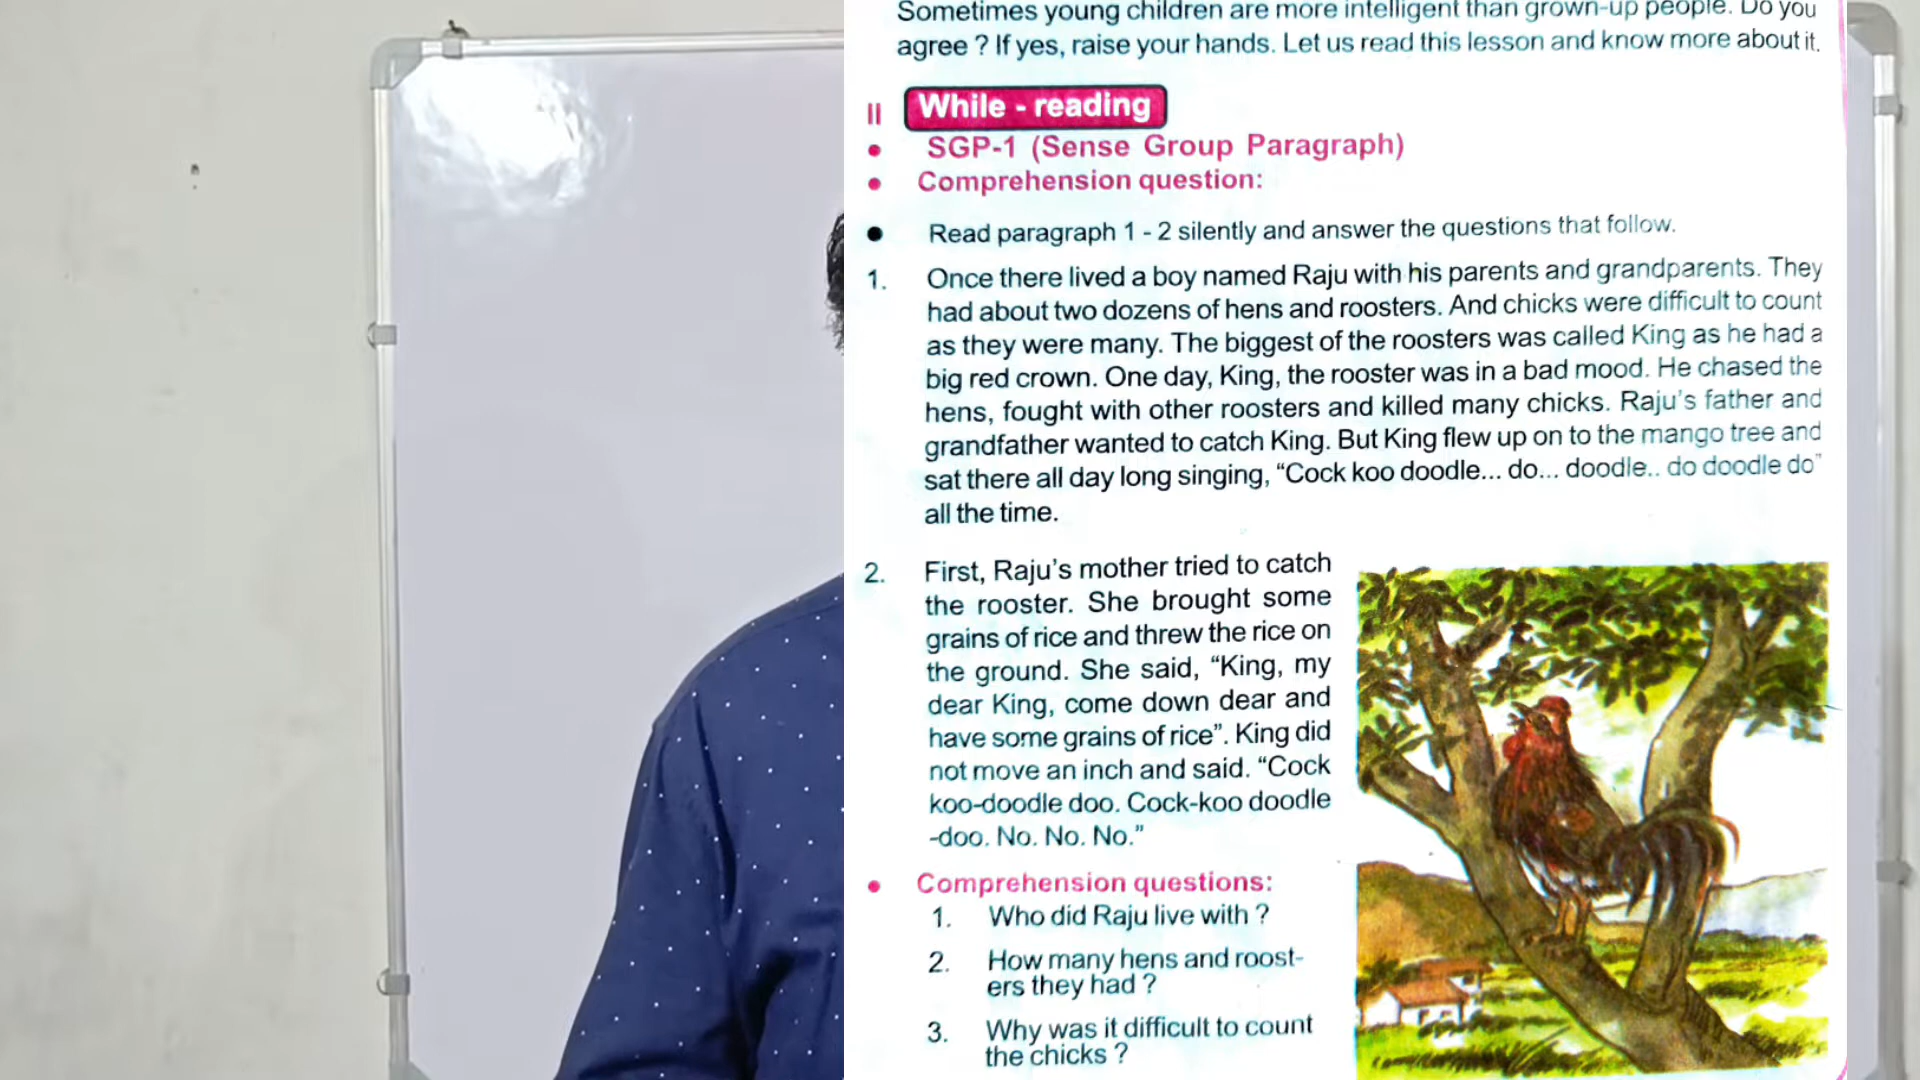 Sometimes young children are more intelligent than grown-up people. Do you
agree ? If yes, raise your hands. Let us read this lesson and know more about it.
II While - reading
• SGP-1 (Sense Group Paragraph)
• Comprehension question:
● Read paragraph 1 - 2 silently and answer the questions that follow.
1. Once there lived a boy named Raju with his parents and grandparents. They
had about two dozens of hens and roosters. And chicks were difficult to count
as they were many. The biggest of the roosters was called King as he had a
big red crown. One day, King, the rooster was in a bad mood. He chased the
hens, fought with other roosters and killed many chicks. Raju's father and
grandfather wanted to catch King. But King flew up on to the mango tree and
sat there all day long singing, “Cock koo doodle... do... doodle.. do doodle do”
all the time.
2. First, Raju's mother tried to catch
the rooster. She brought some
grains of rice and threw the rice on
the ground. She said, “King, my
dear King, come down dear and
have some grains of rice”. King did
not move an inch and said. “Cock
koo-doodle doo. Cock-koo doodle
-doo. No. No. No.”
• Comprehension questions:
1. Who did Raju live with ?
2. How many hens and roost-
ers they had ?
3. Why was it difficult to count
the chicks ?